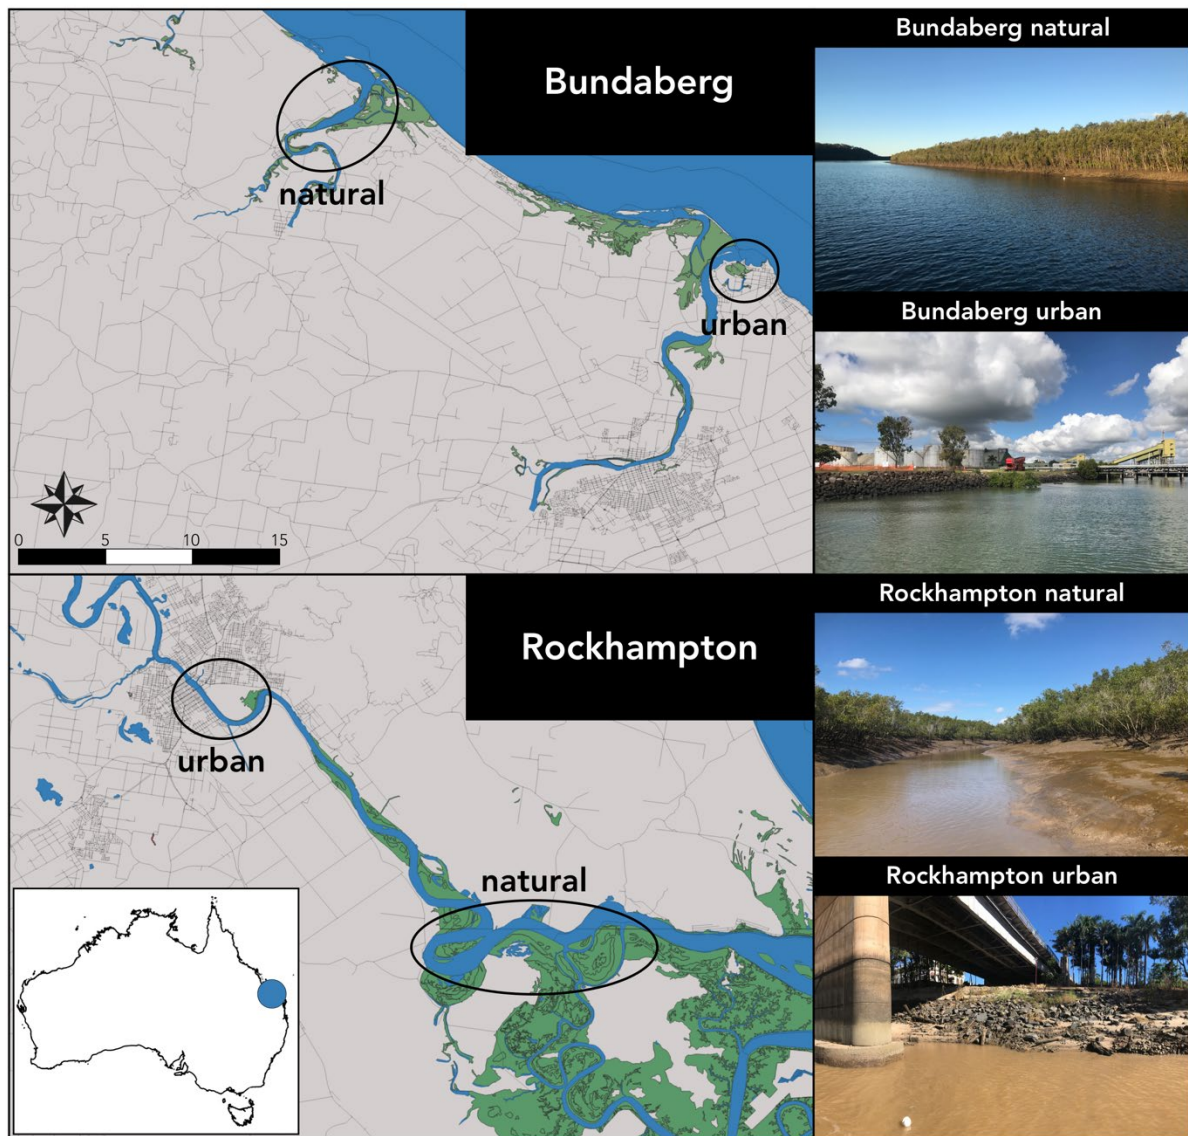 Bundaberg
natural
urban
0 5 10 15
Bundaberg natural
Bundaberg urban
Rockhampton
urban
natural
Rockhampton natural
Rockhampton urban